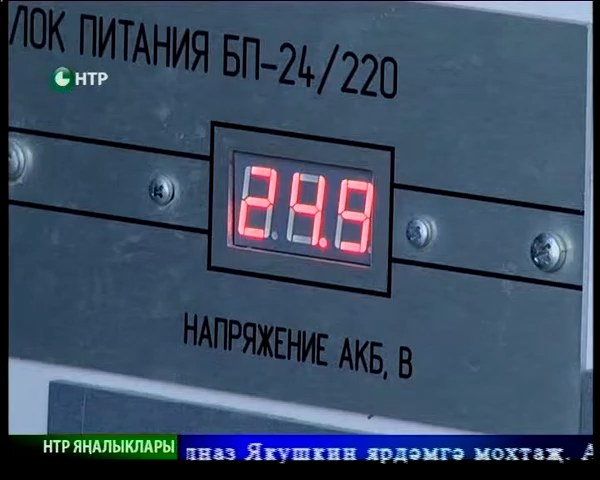 ЛОК ПИТАНИЯ БП-24/220
НТР
24.9
НАПРЯЖЕНИЕ АКБ, В
НТР ЯҢАЛЫКЛАРЫ
лназ Якушкин ярдәмгә мохтаҗ. А